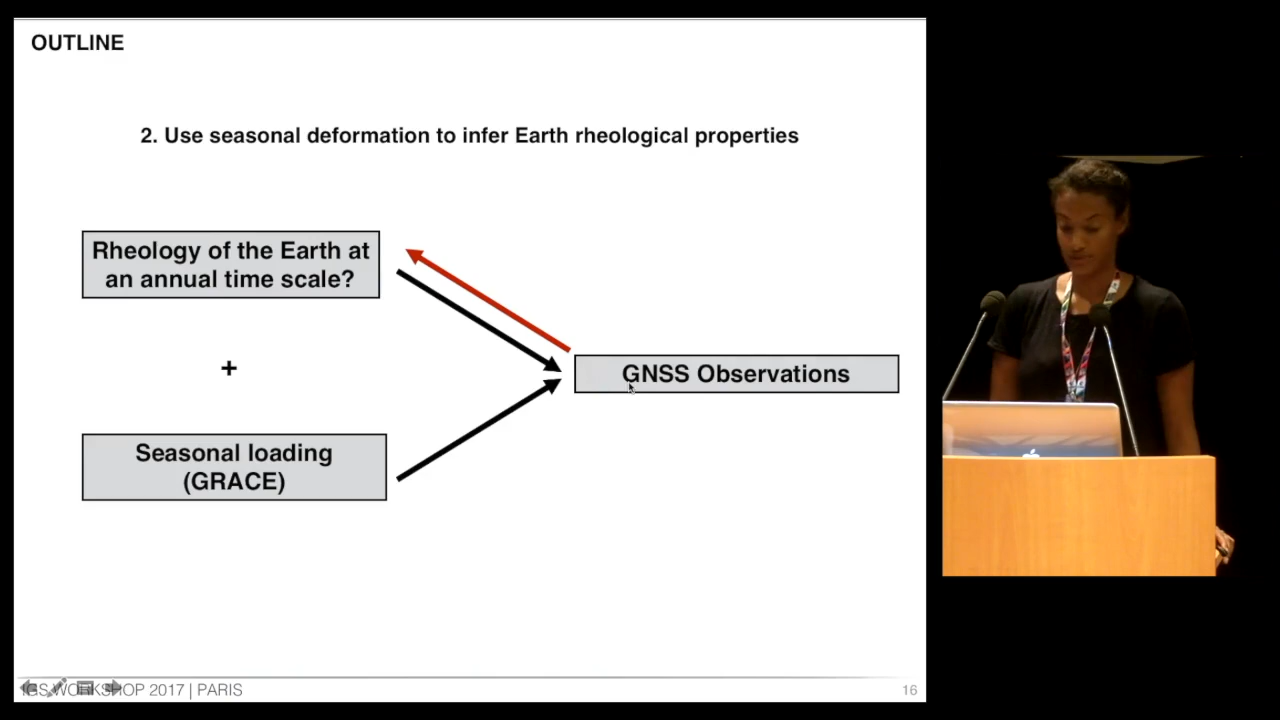 OUTLINE
2. Use seasonal deformation to infer Earth rheological properties
Rheology of the Earth at
an annual time scale?
+
GNSS Observations
Seasonal loading
(GRACE)
IGS WORKSHOP 2017 | PARIS
16